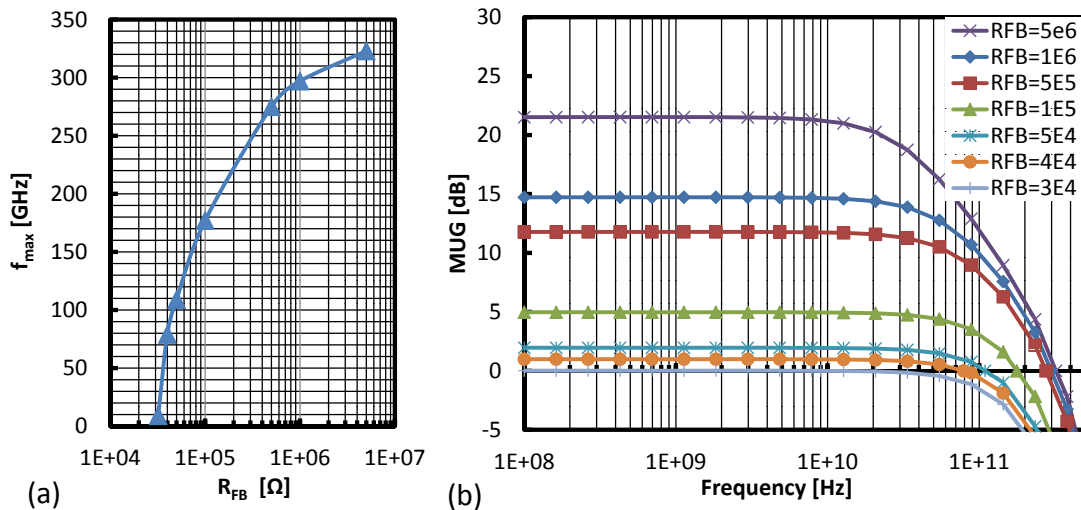 350
300
250
200
150
100
50
0
f_max [GHz]
1E+04 1E+05 1E+06 1E+07
R_FB [Ω]
(a)
30
25
20
15
10
5
0
-5
MUG [dB]
1E+08 1E+09 1E+10 1E+11
Frequency [Hz]
(b)
RFB=5e6
RFB=1E6
RFB=5E5
RFB=1E5
RFB=5E4
RFB=4E4
RFB=3E4